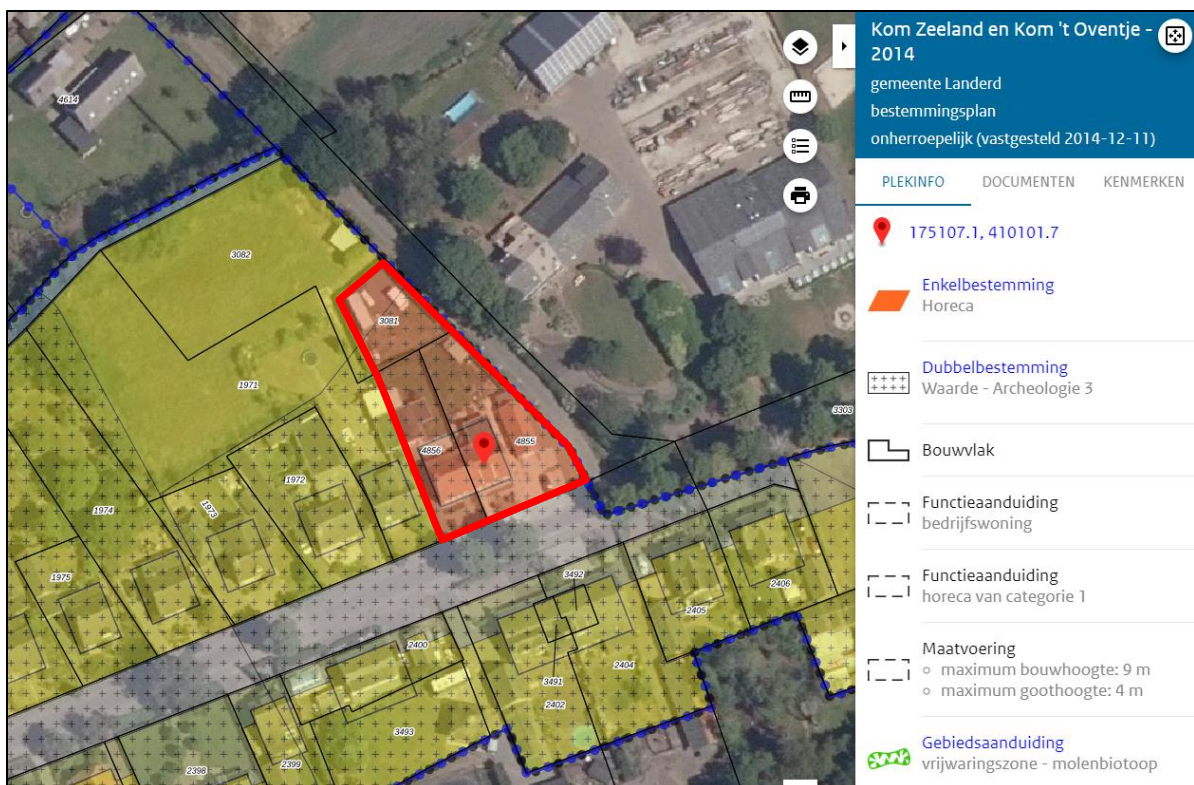 Kom Zeeland en Kom 't Oventje -
2014
gemeente Landerd
bestemmingsplan
onherroepelijk (vastgesteld 2014-12-11)
PLEKINFO DOCUMENTEN KENMERKEN
175107.1, 410101.7
Enkelbestemming
Horeca
Dubbelbestemming
Waarde - Archeologie 3
Bouwvlak
Functieaanduiding
bedrijfswoning
Functieaanduiding
horeca van categorie 1
Maatvoering
maximum bouwhoogte: 9 m
maximum goothoogte: 4 m
Gebiedsaanduiding
vrijwaringszone - molenbiotoop
4614
3082
3081
1971
3303
4855
4856
1972
1973
1974
1975
3492
2406
2405
2400
2404
3491
2402
3493
2399
2398